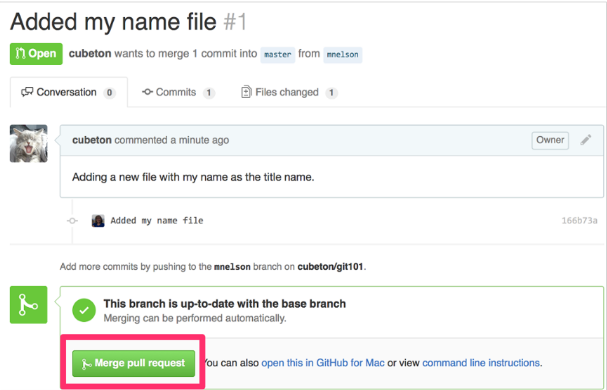 Added my name file #1
Open cubeton wants to merge 1 commit into master from mnelson
Conversation 0 Commits 1 Files changed 1
cubeton commented a minute ago Owner
Adding a new file with my name as the title name.
Added my name file 166b73a
Add more commits by pushing to the mnelson branch on cubeton/git101.
This branch is up-to-date with the base branch
Merging can be performed automatically.
Merge pull request You can also open this in GitHub for Mac or view command line instructions.